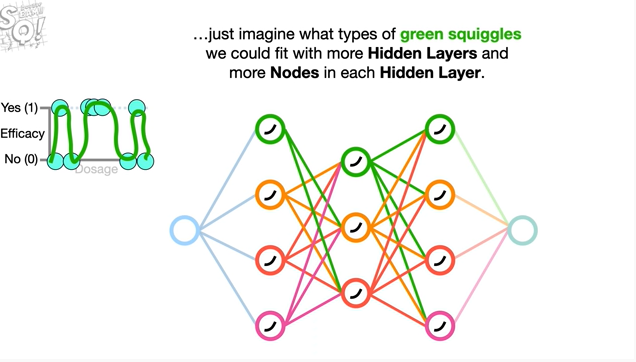 SQ!
...just imagine what types of green squiggles
we could fit with more Hidden Layers and
more Nodes in each Hidden Layer.
Yes (1)
Efficacy
No (0)
Dosage